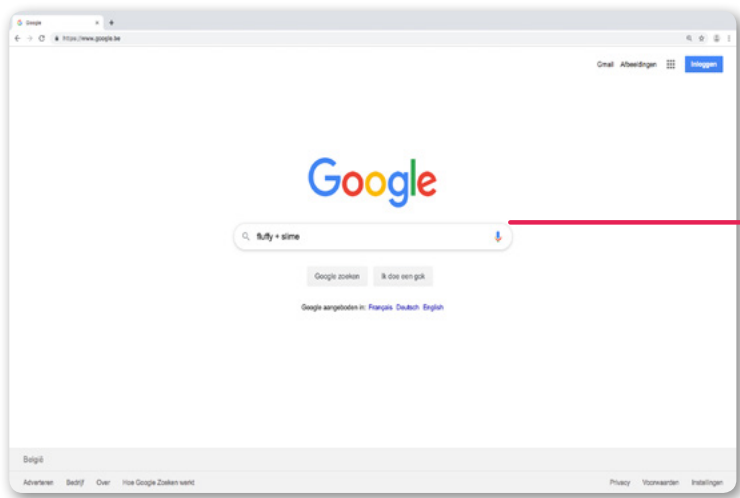 Google
https://www.google.be
Gmail Afbeeldingen Inloggen
Google
fluffy + slime
Google zoeken Ik doe een gok
Google aangeboden in: Français Deutsch English
België
Adverteren Bedrijf Over Hoe Google Zoeken werkt Privacy Voorwaarden Instellingen